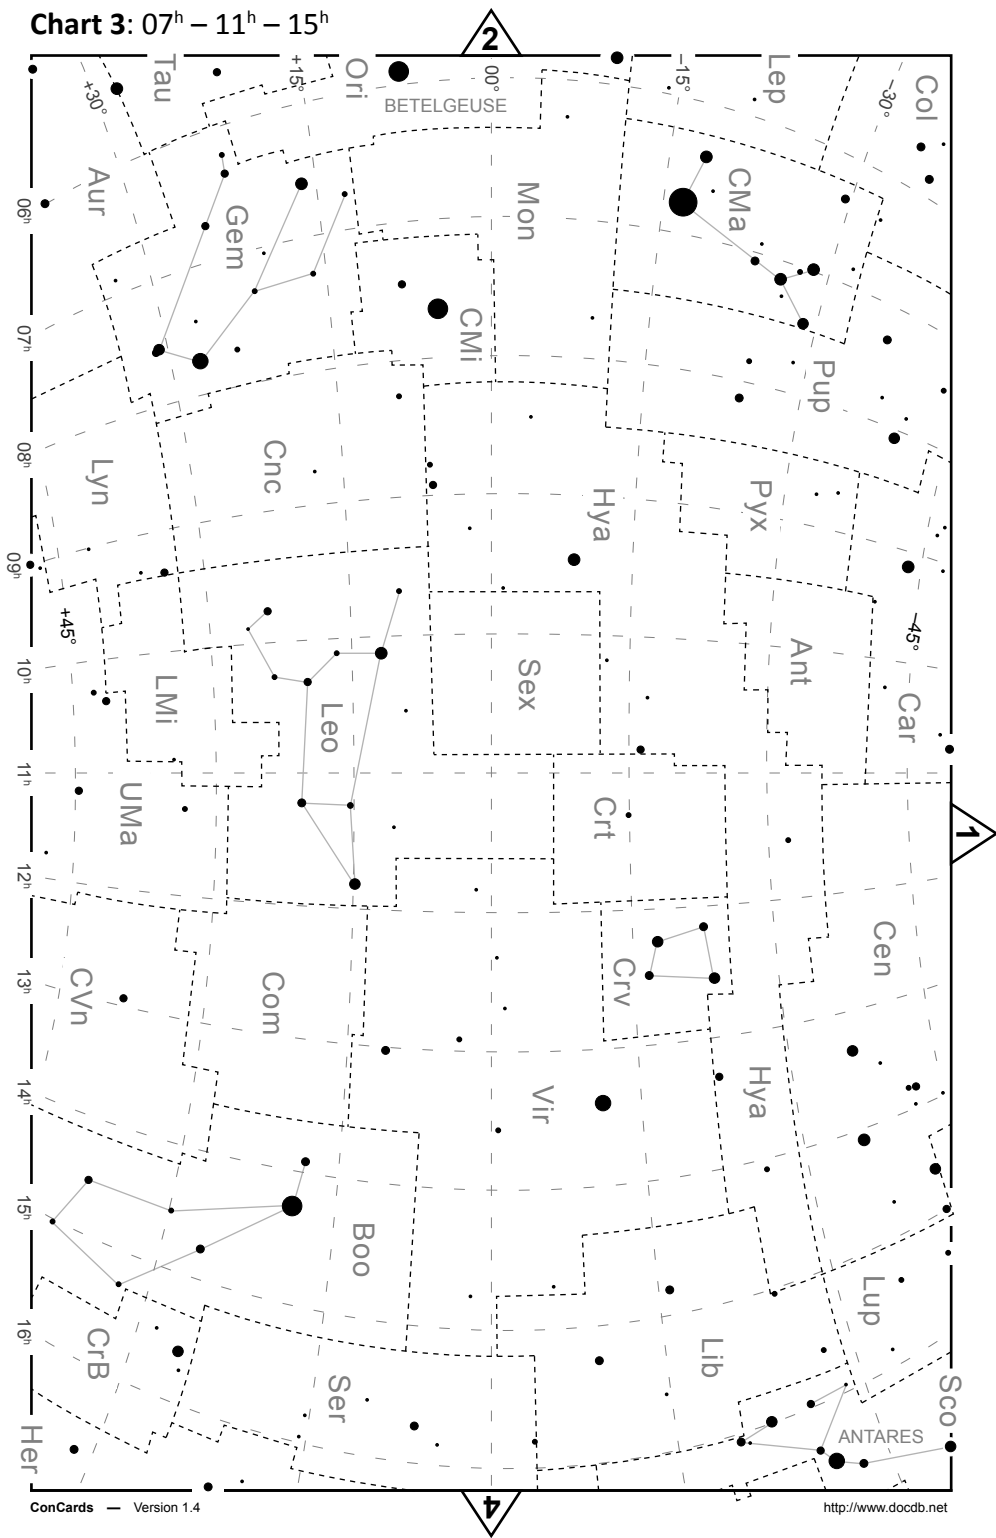 Chart 3: 07ʰ – 11ʰ – 15ʰ
2
Tau
+30°
+15°
Ori
BETELGEUSE
00°
−15°
Lep
−30°
Col
Aur
06ʰ
Gem
Mon
CMa
07ʰ
CMi
Pup
08ʰ
Lyn
Cnc
Hya
Pyx
09ʰ
+45°
−45°
10ʰ
LMi
Leo
Sex
Ant
Car
11ʰ
UMa
Crt
1
12ʰ
CVn
13ʰ
Com
Crv
Cen
14ʰ
Vir
Hya
15ʰ
Boo
Lup
16ʰ
CrB
Ser
Lib
Sco
Her
ANTARES
4
ConCards — Version 1.4
http://www.docdb.net